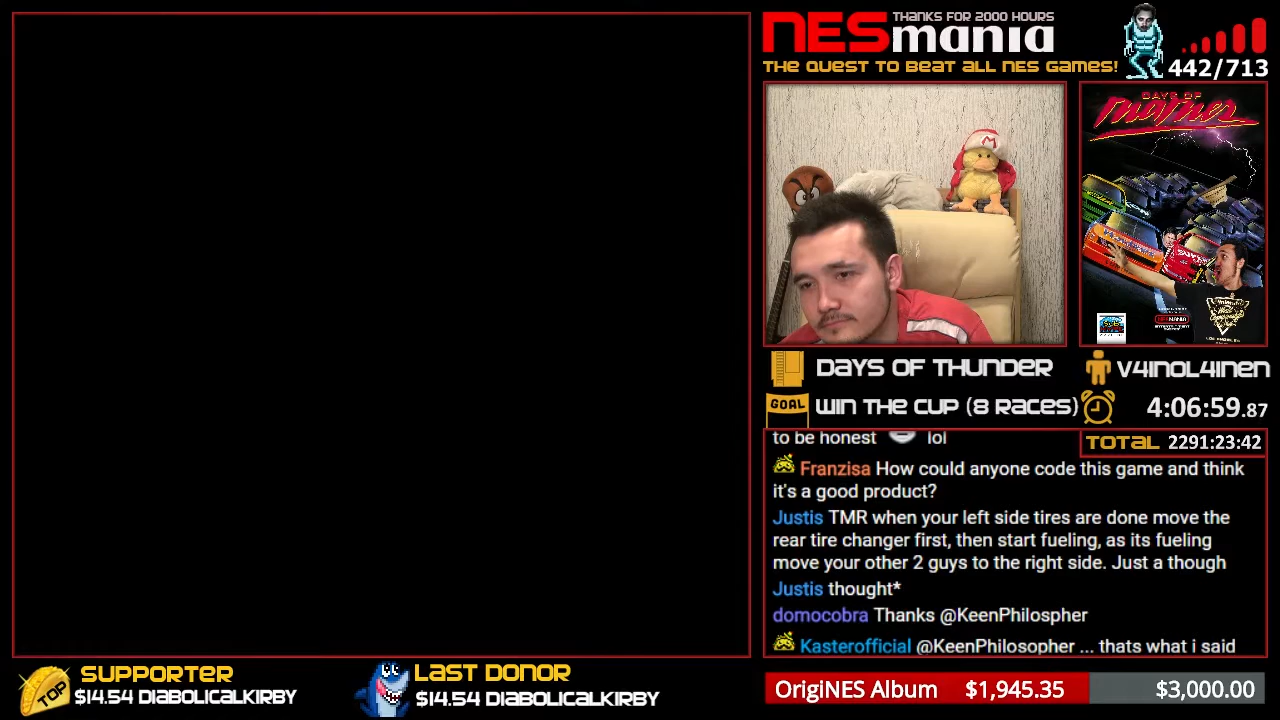 NESmania
THANKS FOR 2000 HOURS
THE QUEST TO BEAT ALL NES GAMES!
442/713
DAYS OF
DAYS OF THUNDER
V4INOL4INEN
GOAL
WIN THE CUP (8 RACES)
4:06:59.87
TOTAL 2291:23:42
to be honest lol
Franzisa How could anyone code this game and think
it's a good product?
Justis TMR when your left side tires are done move the
rear tire changer first, then start fueling, as its fueling
move your other 2 guys to the right side. Just a though
Justis thought*
domocobra Thanks @KeenPhilospher
Kasterofficial @KeenPhilosopher ... thats what i said
TOP
SUPPORTER
$14.54 DIABOLICALKIRBY
LAST DONOR
$14.54 DIABOLICALKIRBY
OrigiNES Album $1,945.35 $3,000.00